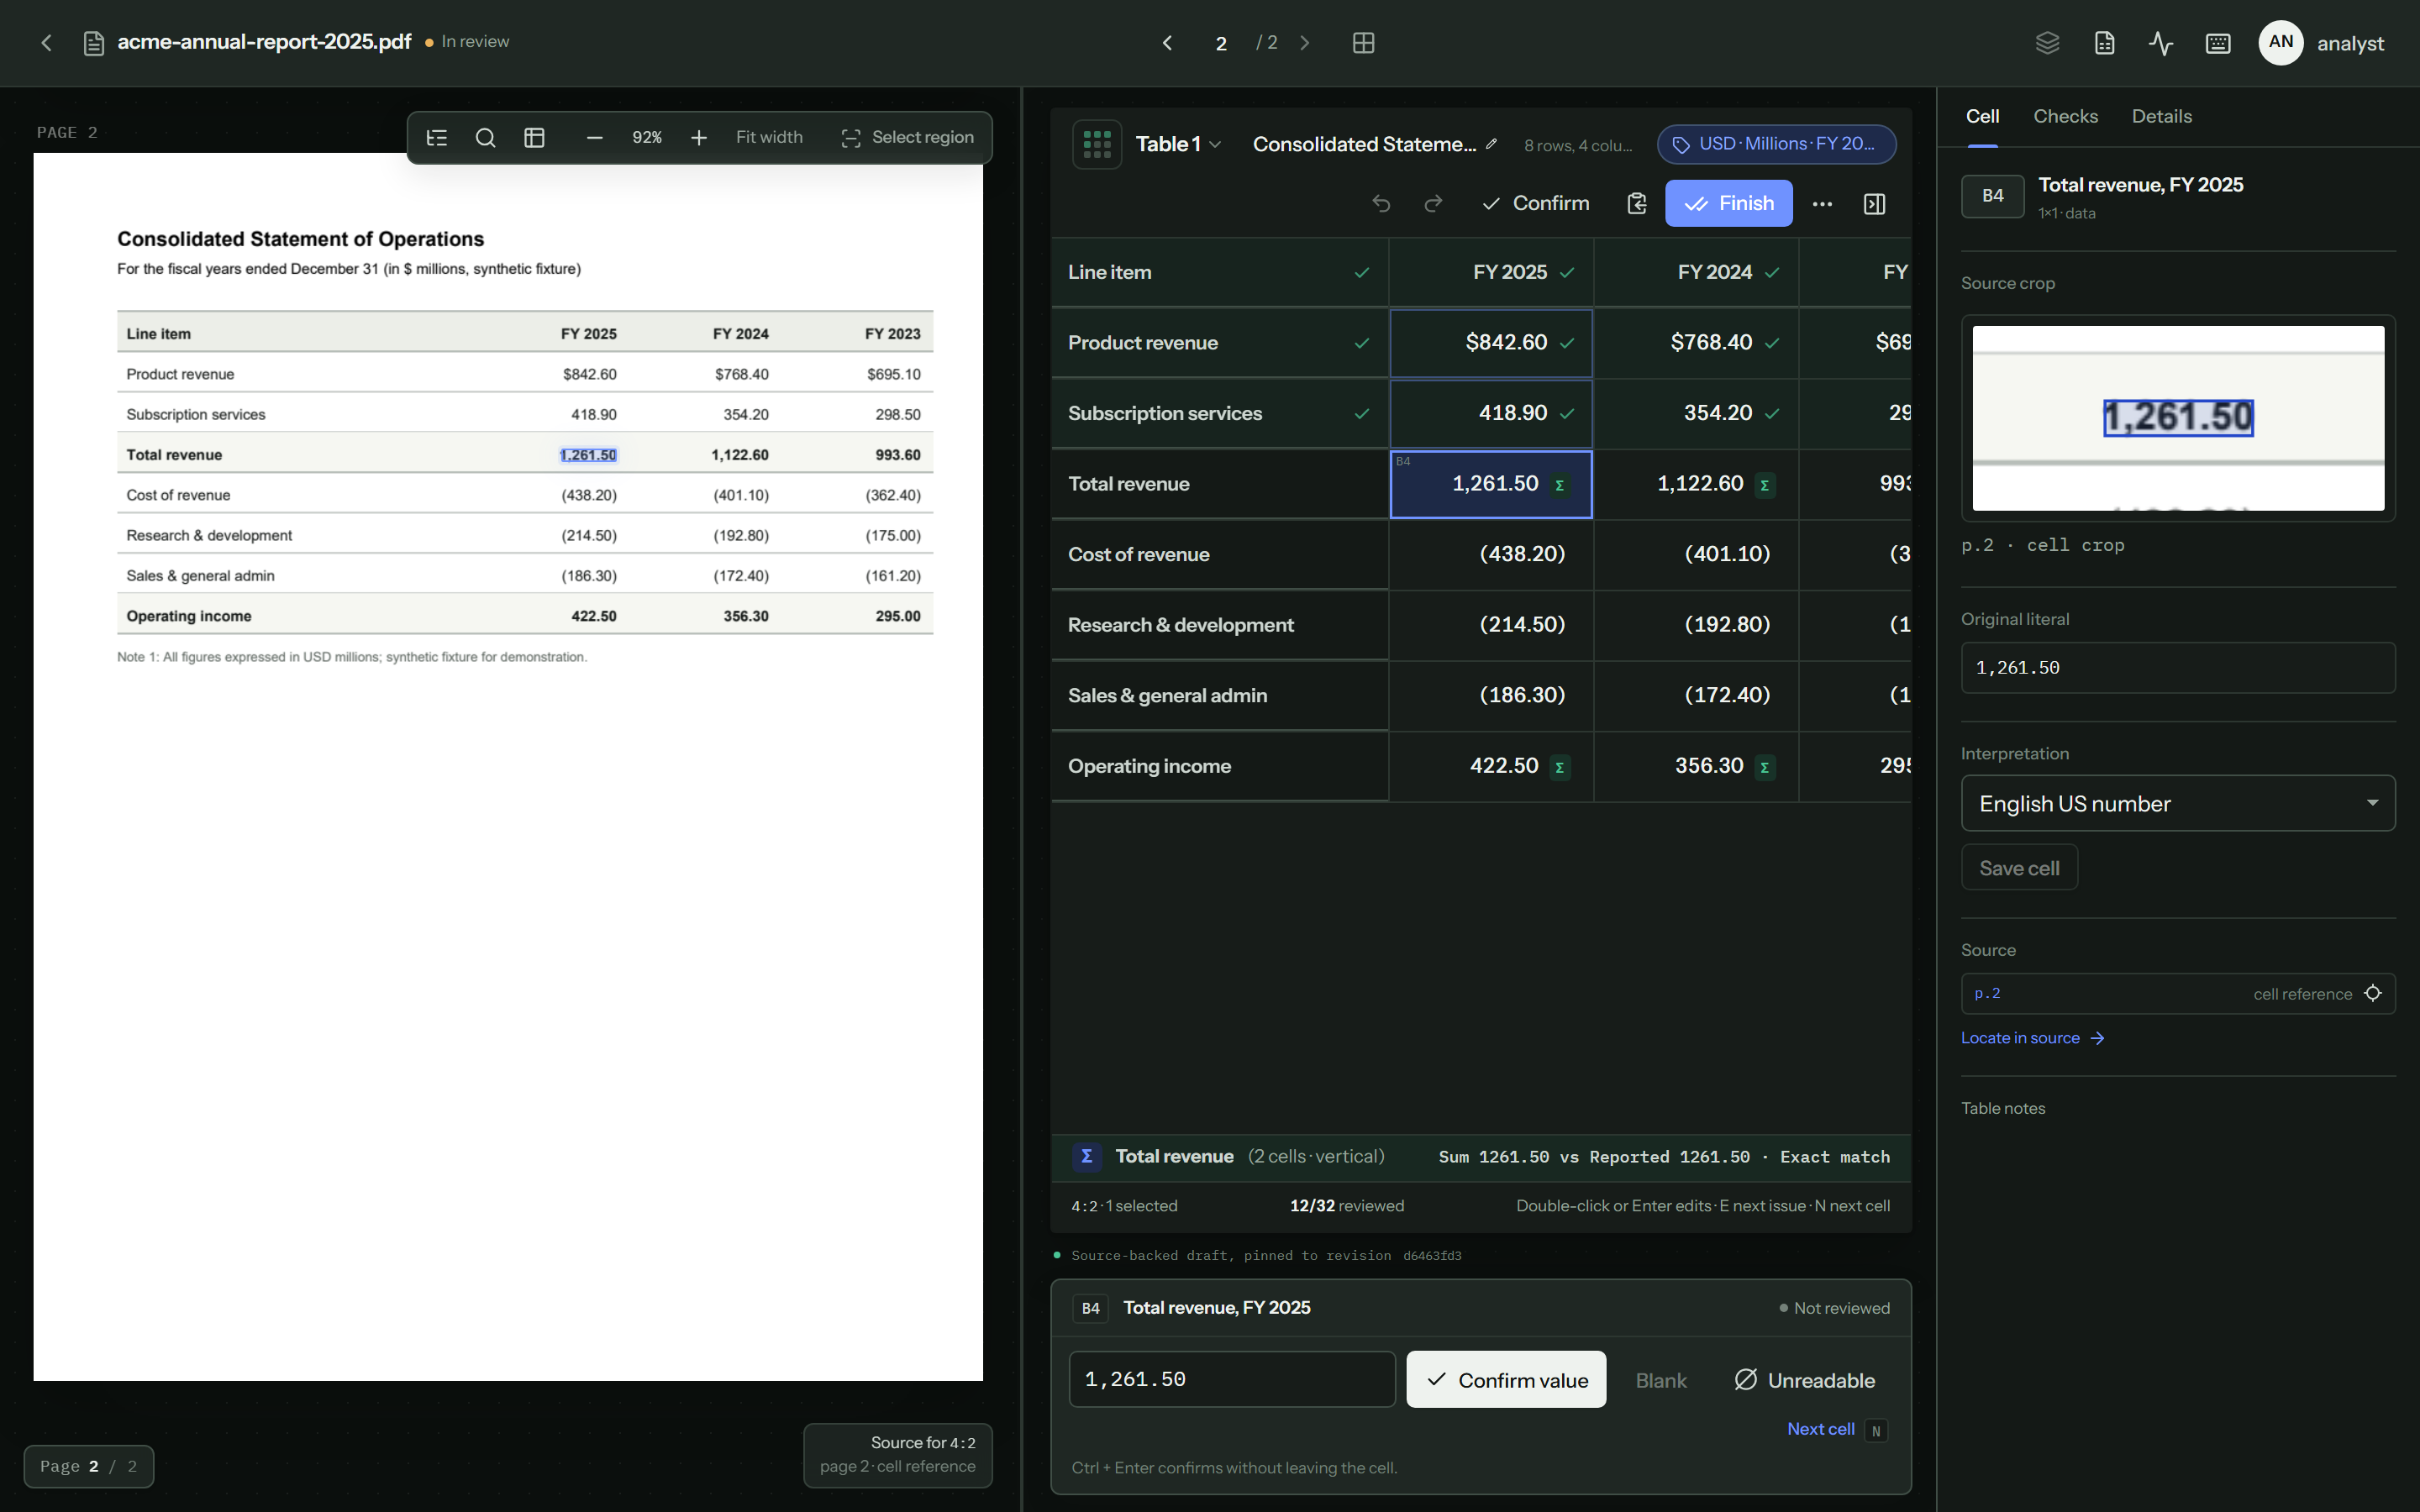 acme-annual-report-2025.pdf In review
2 / 2
AN analyst
PAGE 2
92% Fit width Select region
Consolidated Statement of Operations
For the fiscal years ended December 31 (in $ millions, synthetic fixture)
Line item FY 2025 FY 2024 FY 2023
Product revenue $842.60 $768.40 $695.10
Subscription services 418.90 354.20 298.50
Total revenue 1,261.50 1,122.60 993.60
Cost of revenue (438.20) (401.10) (362.40)
Research & development (214.50) (192.80) (175.00)
Sales & general admin (186.30) (172.40) (161.20)
Operating income 422.50 356.30 295.00
Note 1: All figures expressed in USD millions; synthetic fixture for demonstration.
Page 2 / 2
Source for 4:2
page 2 · cell reference
Table 1 Consolidated Stateme... 8 rows, 4 colu... USD · Millions · FY 20...
Confirm Finish
Line item FY 2025 FY 2024 FY
Product revenue $842.60 $768.40 $69
Subscription services 418.90 354.20 29
B4
Total revenue 1,261.50 Σ 1,122.60 Σ 993
Cost of revenue (438.20) (401.10) (3
Research & development (214.50) (192.80) (1
Sales & general admin (186.30) (172.40) (1
Operating income 422.50 Σ 356.30 Σ 295
Σ Total revenue (2 cells · vertical) Sum 1261.50 vs Reported 1261.50 · Exact match
4:2 · 1 selected 12/32 reviewed Double-click or Enter edits · E next issue · N next cell
Source-backed draft, pinned to revision d6463fd3
B4 Total revenue, FY 2025 Not reviewed
1,261.50 Confirm value Blank Unreadable
Next cell N
Ctrl + Enter confirms without leaving the cell.
Cell Checks Details
B4 Total revenue, FY 2025
1×1 · data
Source crop
1,261.50
p.2 · cell crop
Original literal
1,261.50
Interpretation
English US number
Save cell
Source
p.2 cell reference
Locate in source
Table notes